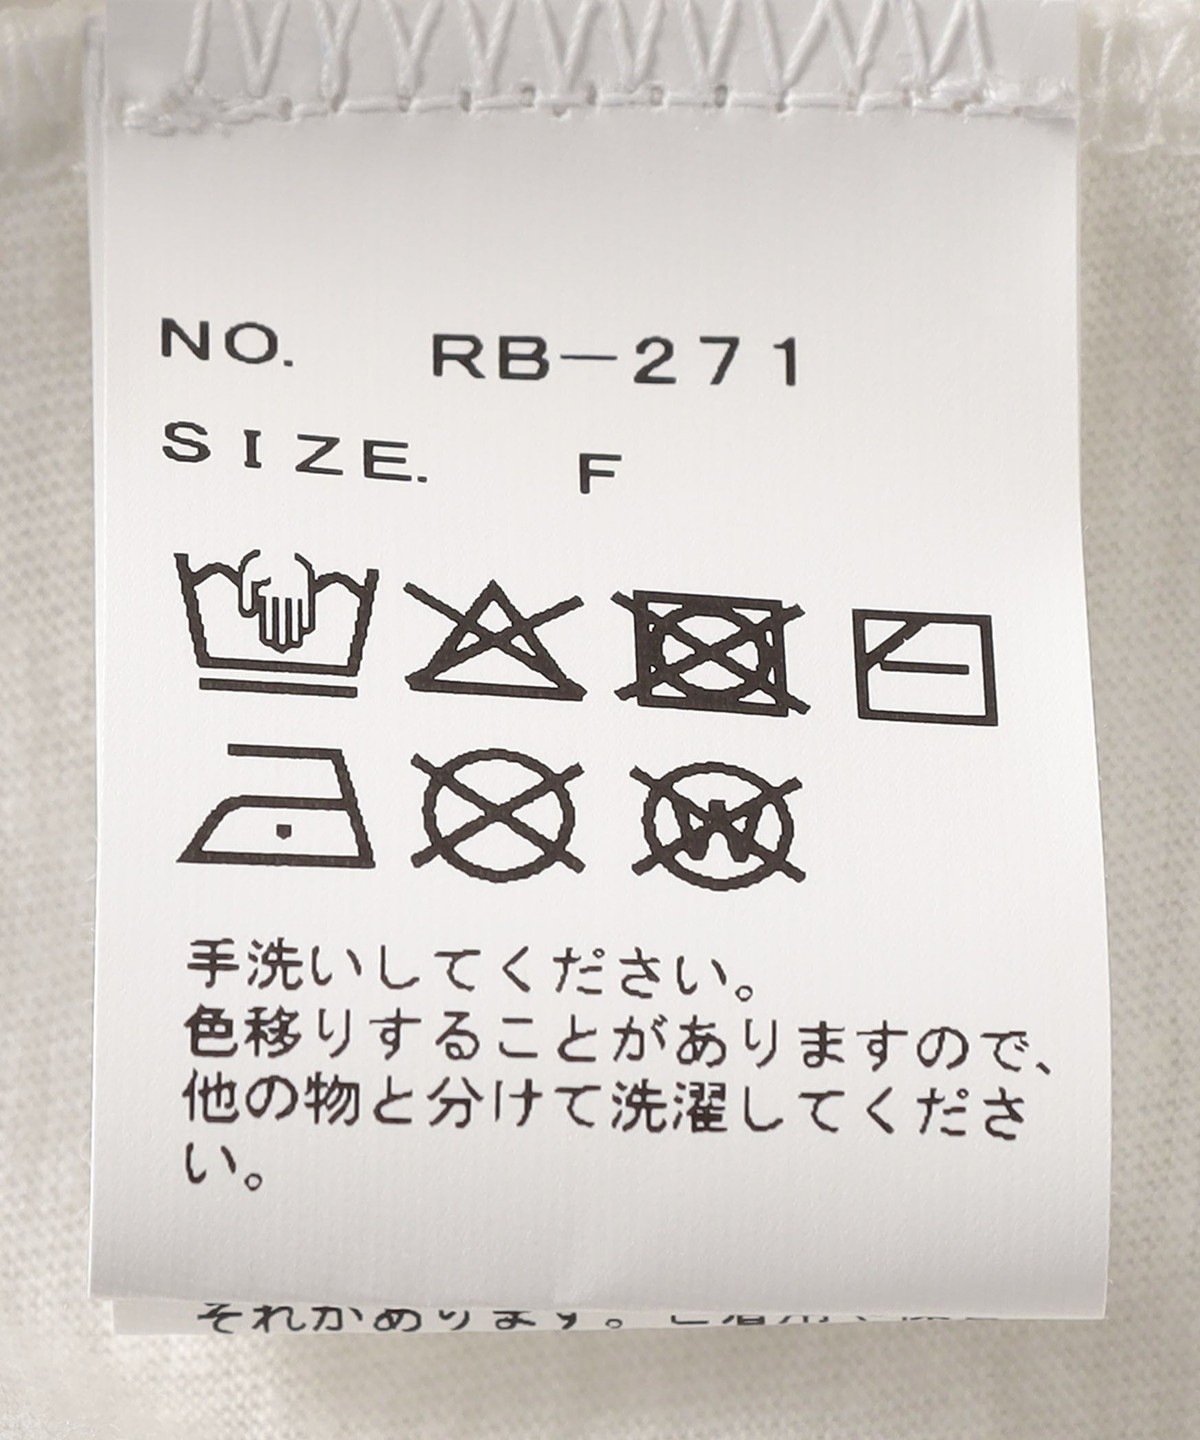 NO. RB-271
SIZE. F
W
手洗いしてください。
色移りすることがありますので、
他の物と分けて洗濯してくださ
い。